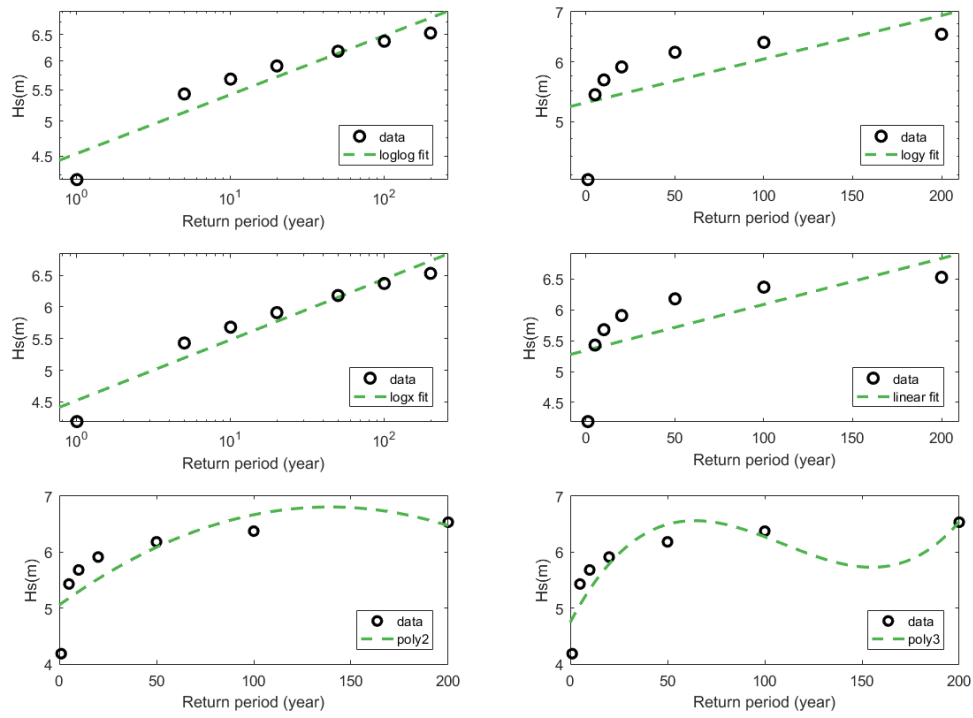 6.5
6
5.5
5
4.5
Hs(m)
10^0
10^1
10^2
Return period (year)
data
loglog fit
7
6
5
Hs(m)
0
50
100
150
200
Return period (year)
data
logy fit
6.5
6
5.5
5
4.5
Hs(m)
10^0
10^1
10^2
Return period (year)
data
logx fit
6.5
6
5.5
5
4.5
Hs(m)
0
50
100
150
200
Return period (year)
data
linear fit
7
6
5
4
Hs(m)
0
50
100
150
200
Return period (year)
data
poly2
7
6
5
4
Hs(m)
0
50
100
150
200
Return period (year)
data
poly3